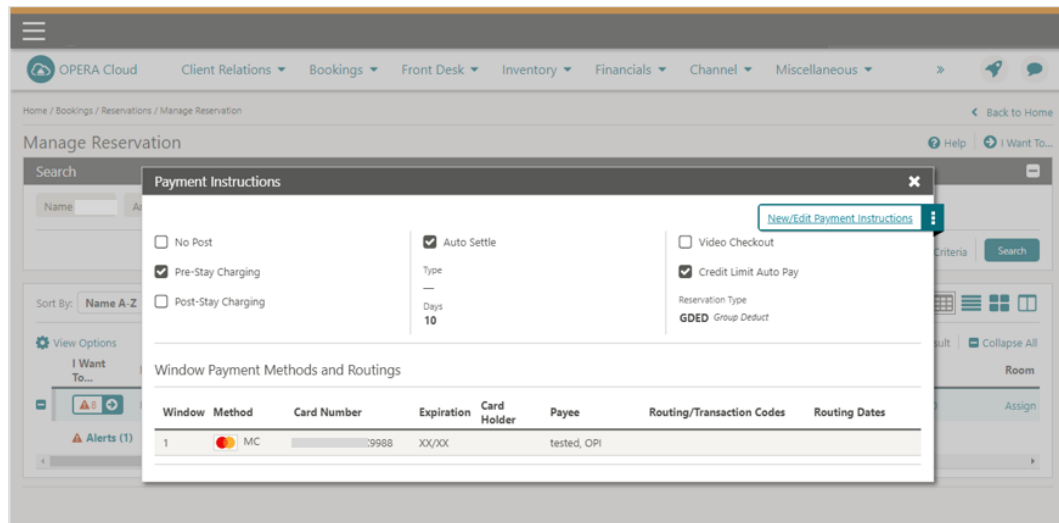 OPERA Cloud Client Relations Bookings Front Desk Inventory Financials Channel Miscellaneous »
Home / Bookings / Reservations / Manage Reservation Back to Home
Manage Reservation Help I Want To...
Search
Payment Instructions
Name
New/Edit Payment Instructions
No Post Auto Settle Video Checkout
Criteria Search
Pre-Stay Charging Type Credit Limit Auto Pay
—
Post-Stay Charging Days Reservation Type
10 GDED Group Deduct
Sort By: Name A-Z
View Options Collapse All
I Want To... Room
Window Payment Methods and Routings
Window Method Card Number Expiration Card Holder Payee Routing/Transaction Codes Routing Dates
8 Assign
1 MC 9988 XX/XX tested, OPI
Alerts (1)